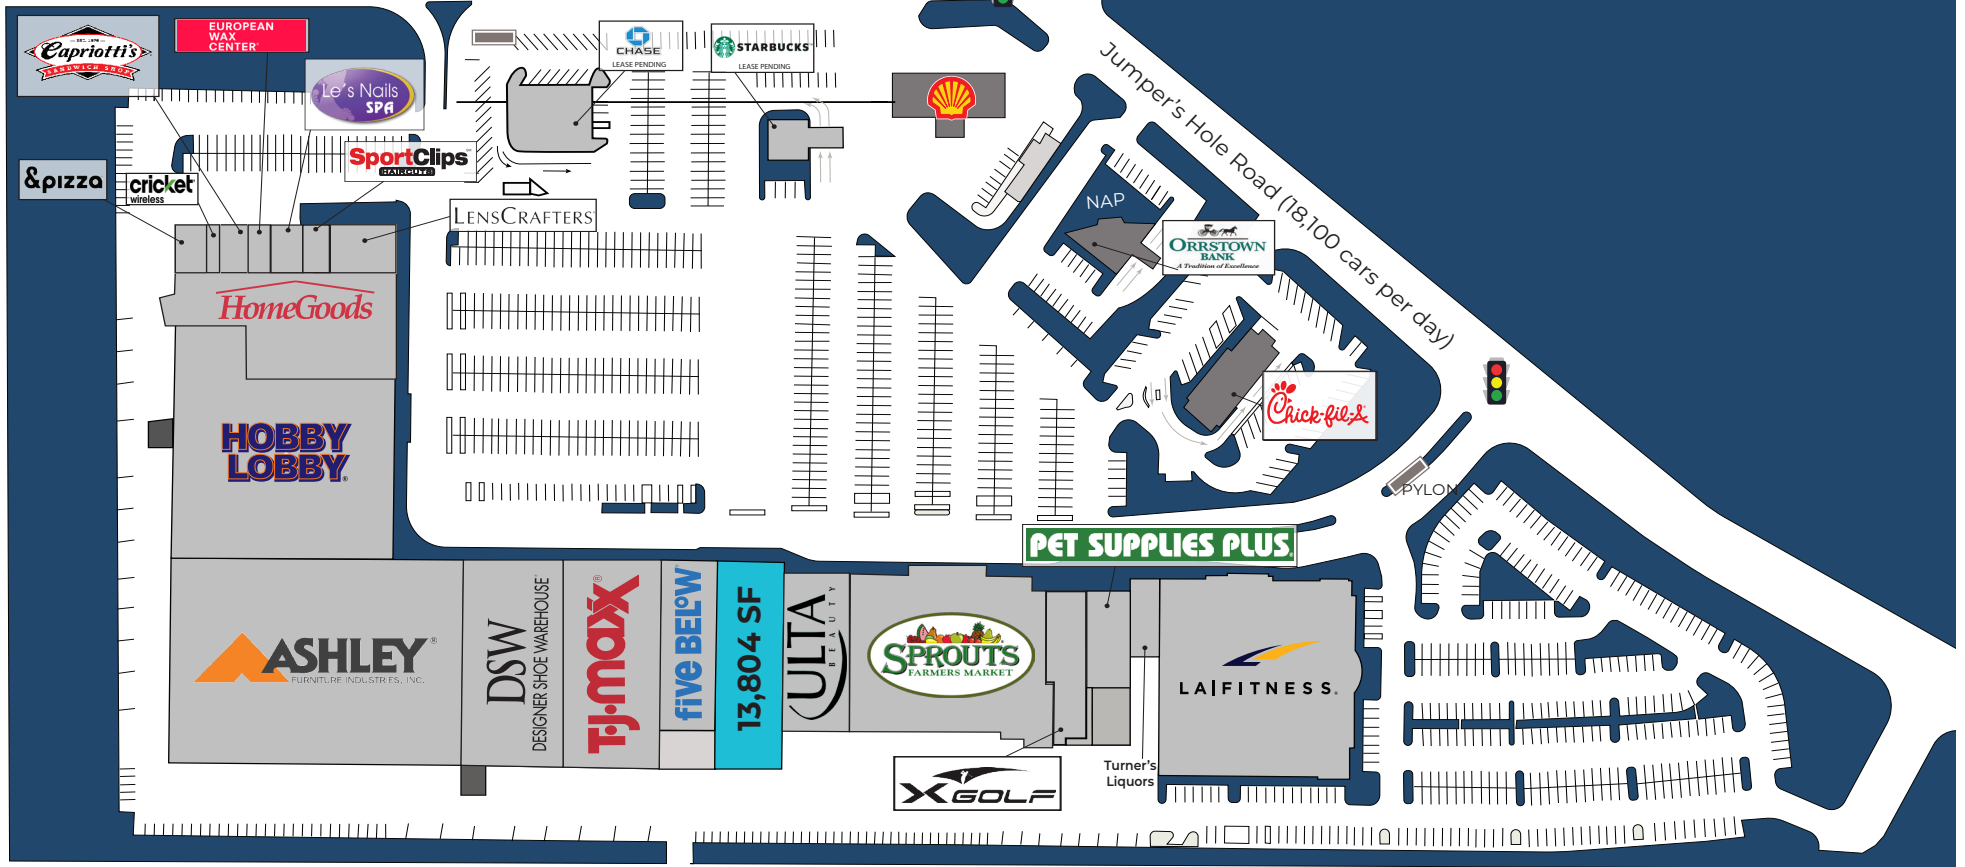 EST. 1976
Capriotti's
SANDWICH SHOP
EUROPEAN
WAX
CENTER
Le's Nails
SPA
&pizza
cricket
wireless
SportClips
HAIRCUTS
LENSCRAFTERS
CHASE
LEASE PENDING
STARBUCKS
LEASE PENDING
Jumper's Hole Road (18,100 cars per day)
NAP
ORRSTOWN
BANK
A Tradition of Excellence
Chick-fil-A
PYLON
HomeGoods
HOBBY
LOBBY®
PET SUPPLIES PLUS
ASHLEY®
FURNITURE INDUSTRIES, INC.
DSW
DESIGNER SHOE WAREHOUSE®
T·J·maxx®
five BELOW
13,804 SF
ULTA
BEAUTY
SPROUTS
FARMERS MARKET
XGOLF
Turner's
Liquors
LA|FITNESS®